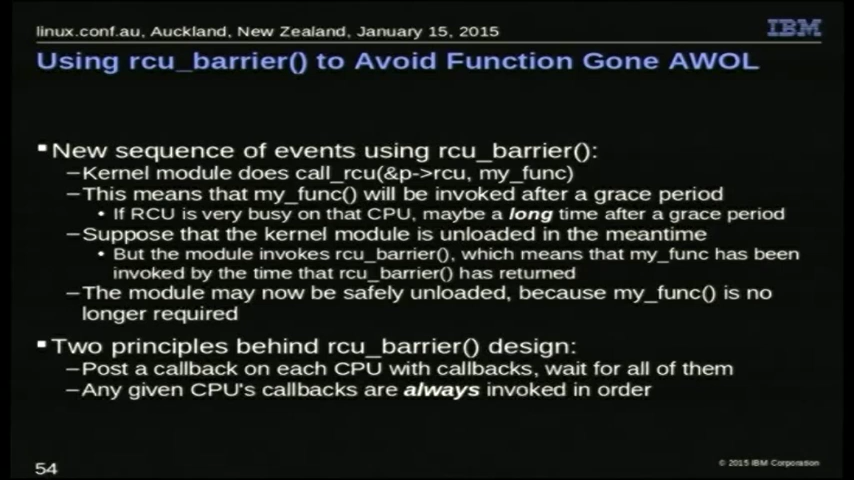 linux.conf.au, Auckland, New Zealand, January 15, 2015
IBM
Using rcu_barrier() to Avoid Function Gone AWOL
New sequence of events using rcu_barrier():
–Kernel module does call_rcu(&p->rcu, my_func)
–This means that my_func() will be invoked after a grace period
• If RCU is very busy on that CPU, maybe a long time after a grace period
–Suppose that the kernel module is unloaded in the meantime
• But the module invokes rcu_barrier(), which means that my_func has been
invoked by the time that rcu_barrier() has returned
–The module may now be safely unloaded, because my_func() is no
longer required
Two principles behind rcu_barrier() design:
–Post a callback on each CPU with callbacks, wait for all of them
–Any given CPU's callbacks are always invoked in order
54
© 2015 IBM Corporation